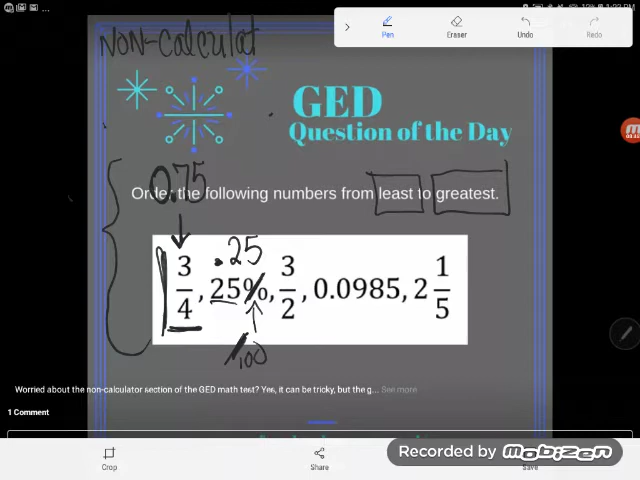 1:23 PM
Pen
Eraser
Undo
Redo
NON-Calculat
GED
Question of the Day
0.75
Order the following numbers from least to greatest.
.25
3/4, 25%, 3/2, 0.0985, 2 1/5
/100
Worried about the non-calculator section of the GED math test? Yes, it can be tricky, but the g... See more
1 Comment
Recorded by Mobizen
Crop
Share
Save